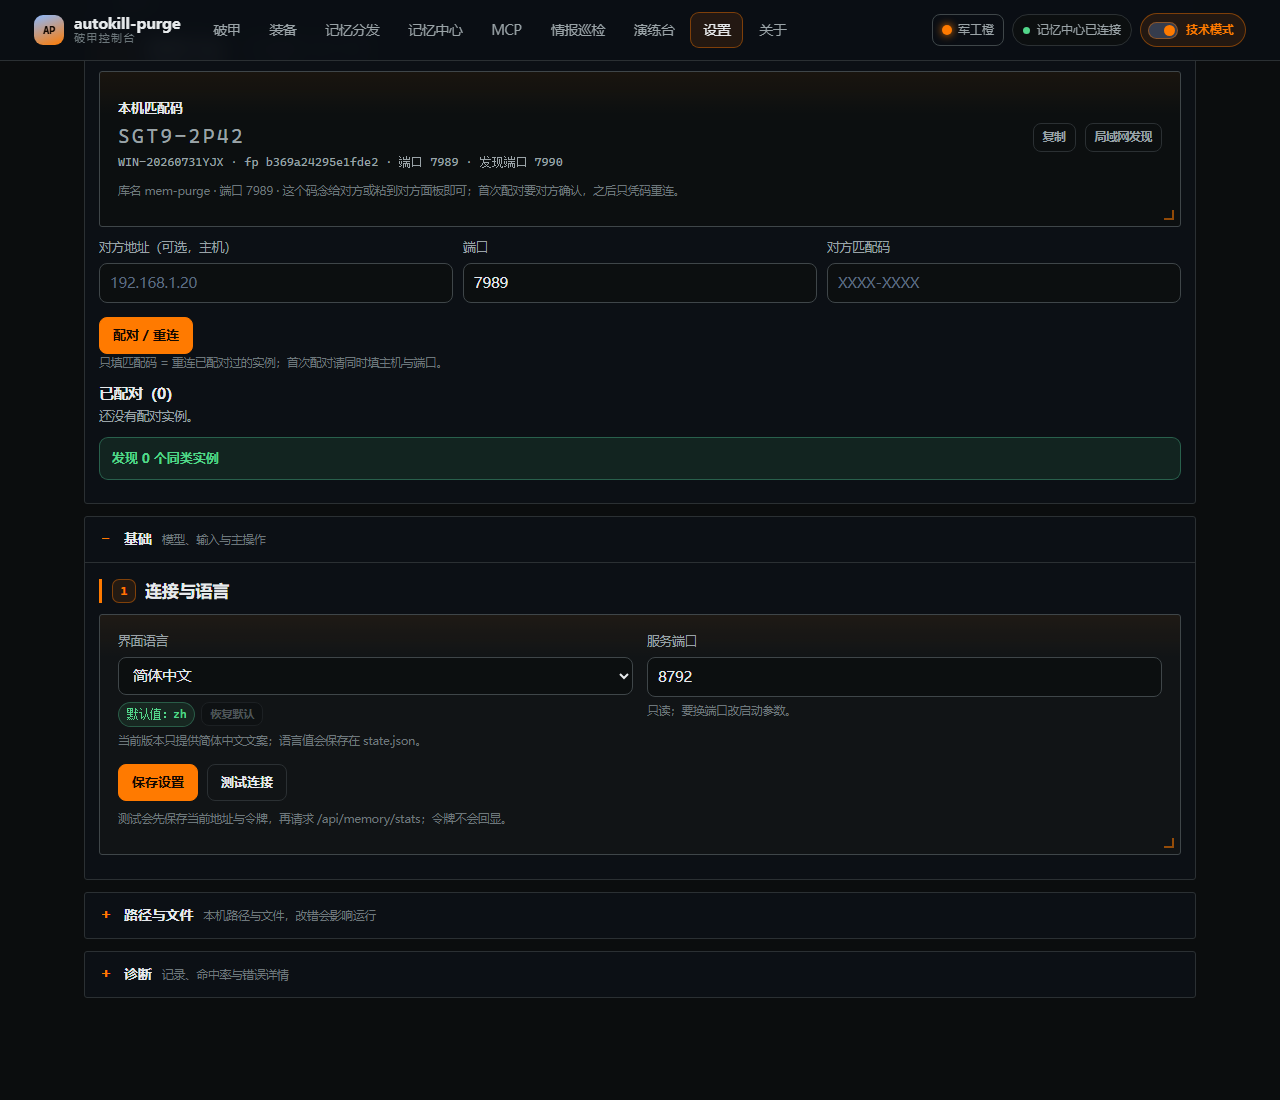 AP
autokill-purge
破甲控制台
破甲
装备
记忆分发
记忆中心
MCP
情报巡检
演练台
设置
关于
军工橙
记忆中心已连接
技术模式
本机匹配码
SGT9-2P42
复制
局域网发现
WIN-20260731YJX · fp b369a24295e1fde2 · 端口 7989 · 发现端口 7990
库名 mem-purge · 端口 7989 · 这个码念给对方或粘到对方面板即可；首次配对要对方确认，之后只凭码重连。
对方地址（可选，主机）
端口
对方匹配码
192.168.1.20
7989
XXXX-XXXX
配对 / 重连
只填匹配码 = 重连已配对过的实例；首次配对请同时填主机与端口。
已配对（0）
还没有配对实例。
发现 0 个同类实例
− 基础 模型、输入与主操作
1 连接与语言
界面语言
服务端口
简体中文
8792
默认值：zh
恢复默认
只读；要换端口改启动参数。
当前版本只提供简体中文文案；语言值会保存在 state.json。
保存设置
测试连接
测试会先保存当前地址与令牌，再请求 /api/memory/stats；令牌不会回显。
+ 路径与文件 本机路径与文件，改错会影响运行
+ 诊断 记录、命中率与错误详情